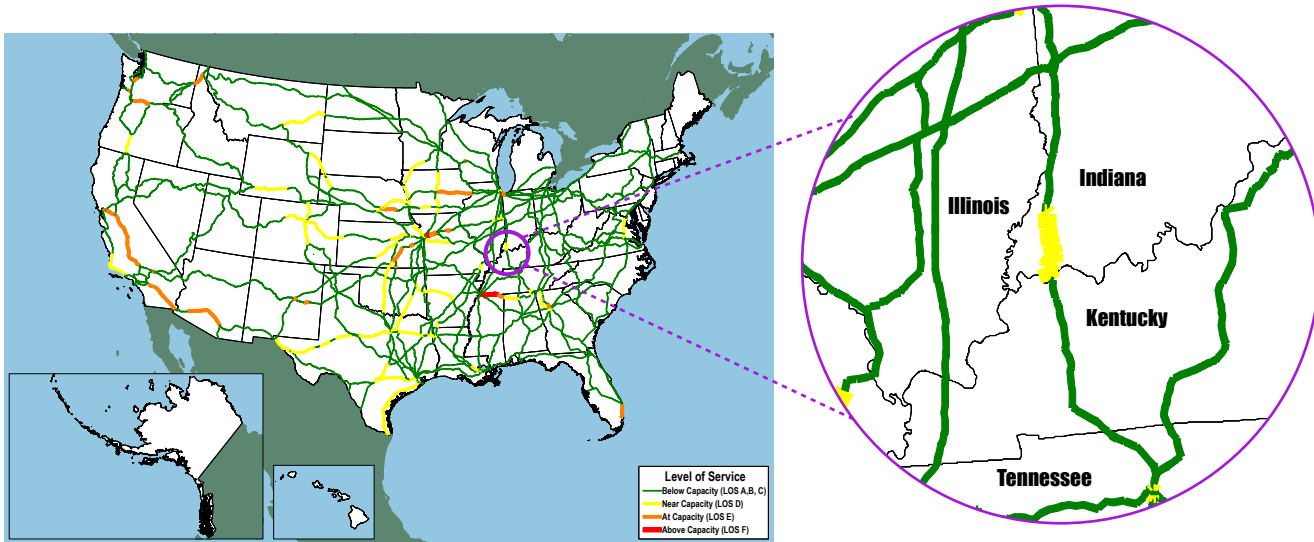 Indiana
Illinois
Kentucky
Tennessee
Level of Service
Below Capacity (LOS A,B, C)
Near Capacity (LOS D)
At Capacity (LOS E)
Above Capacity (LOS F)